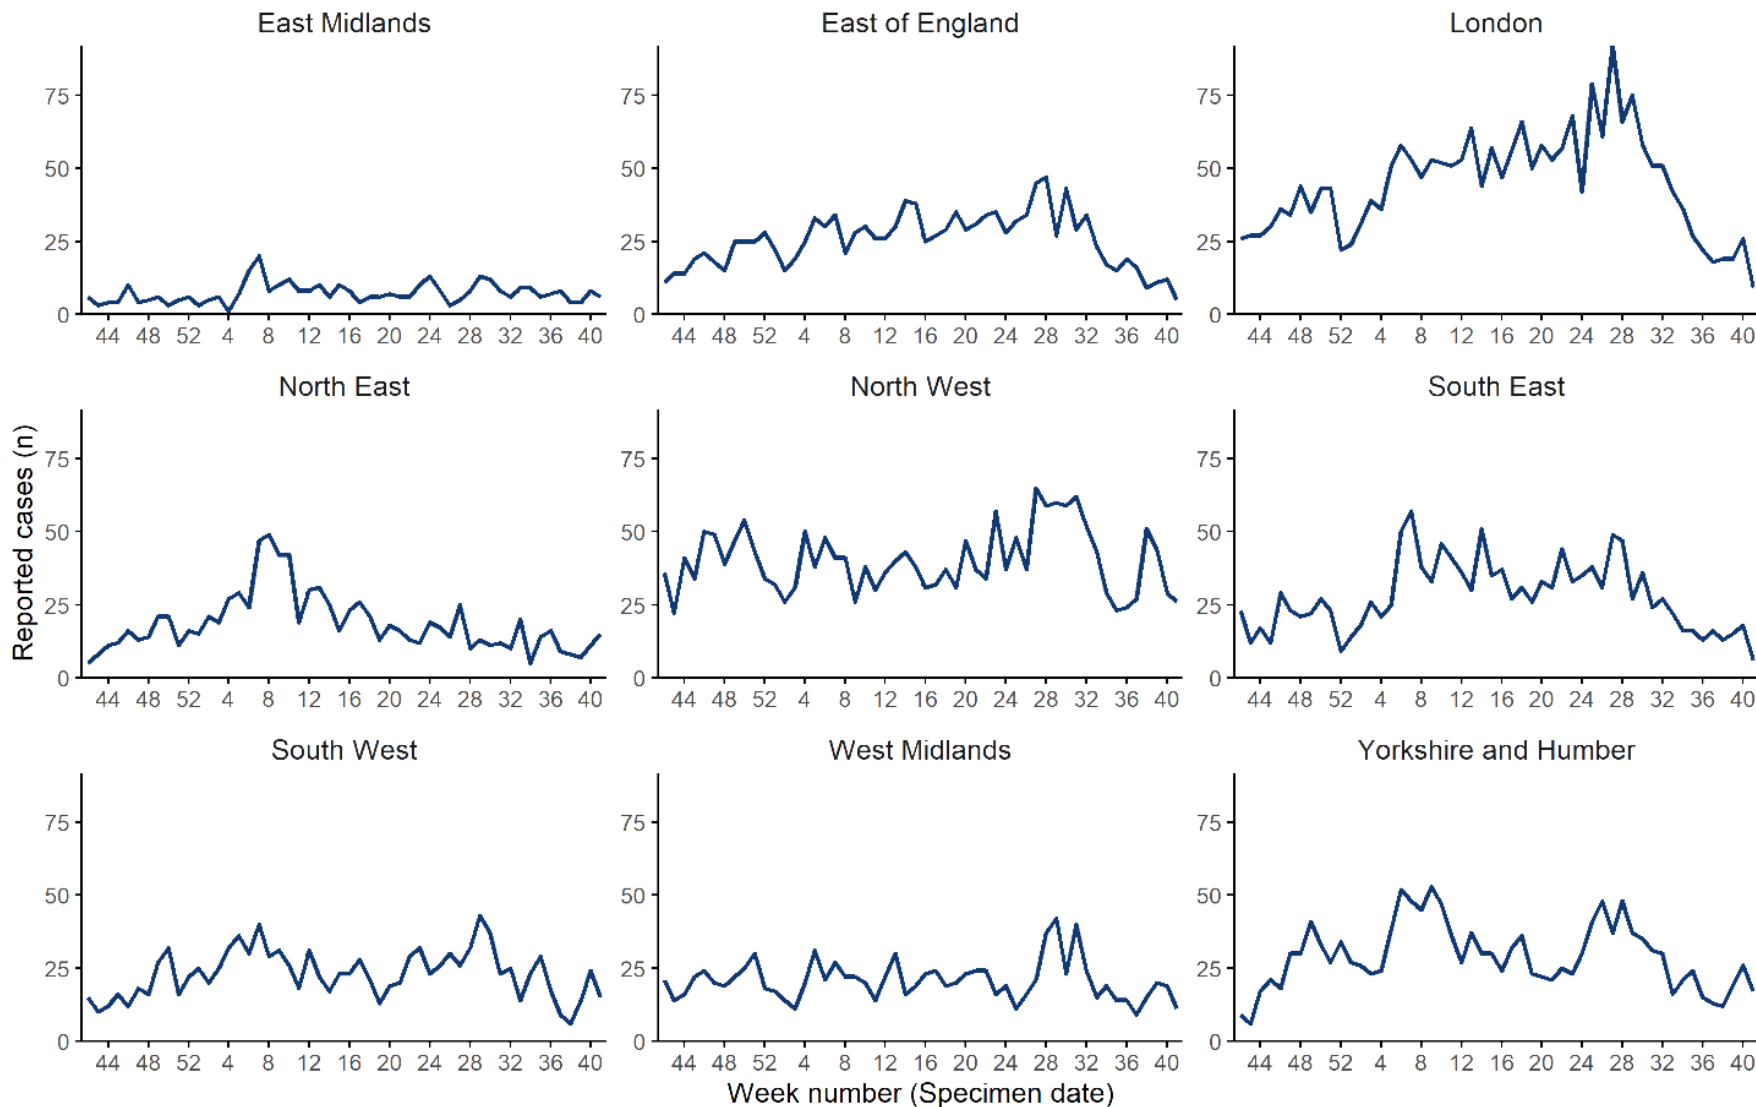 East Midlands East of England London
75 75 75
50 50 50
25 25 25
0 0 0
44 48 52 4 8 12 16 20 24 28 32 36 40 44 48 52 4 8 12 16 20 24 28 32 36 40 44 48 52 4 8 12 16 20 24 28 32 36 40
North East North West South East
75 75 75
50 50 50
25 25 25
0 0 0
44 48 52 4 8 12 16 20 24 28 32 36 40 44 48 52 4 8 12 16 20 24 28 32 36 40 44 48 52 4 8 12 16 20 24 28 32 36 40
Reported cases (n)
South West West Midlands Yorkshire and Humber
75 75 75
50 50 50
25 25 25
0 0 0
44 48 52 4 8 12 16 20 24 28 32 36 40 44 48 52 4 8 12 16 20 24 28 32 36 40 44 48 52 4 8 12 16 20 24 28 32 36 40
Week number (Specimen date)